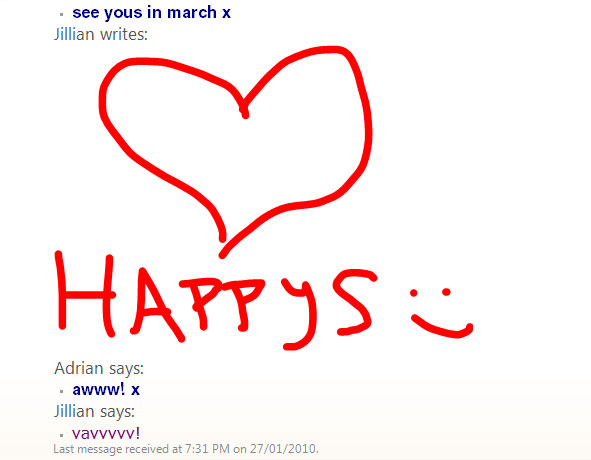 see yous in march x
Jillian writes:
HAPPYS :)
Adrian says:
awww! x
Jillian says:
vavvvvv!
Last message received at 7:31 PM on 27/01/2010.